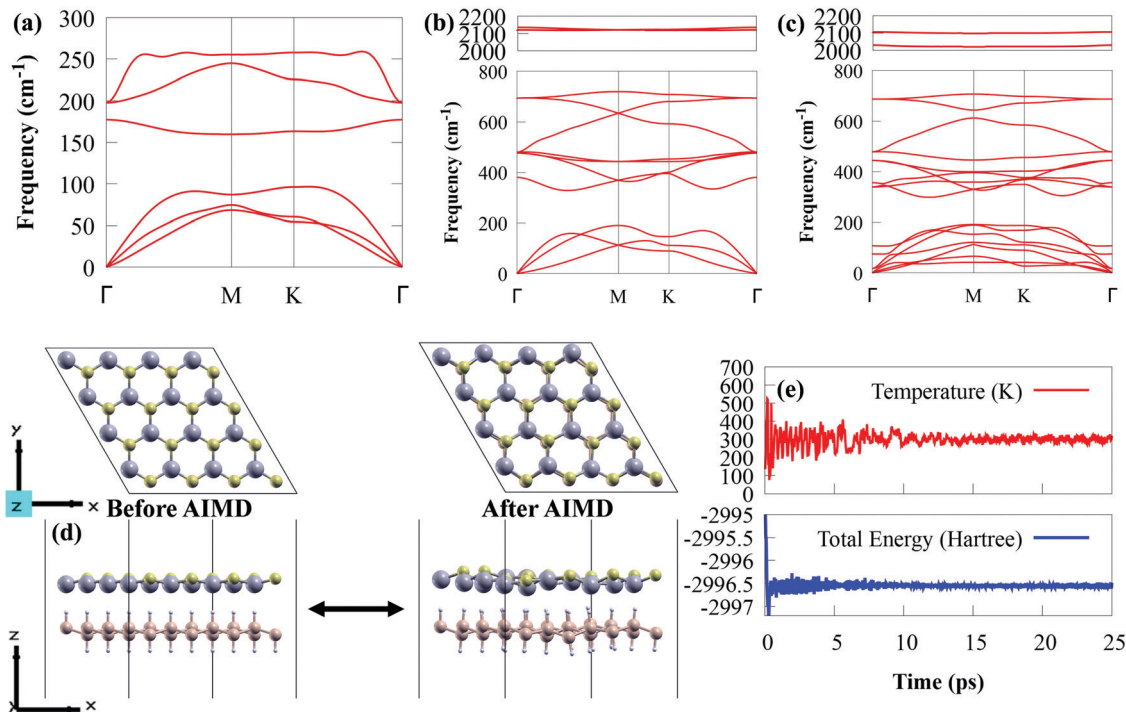 (a)
300
250
200
150
100
50
0
Frequency (cm⁻¹)
Γ M K Γ
(b)
2200
2100
2000
800
600
400
200
0
Frequency (cm⁻¹)
Γ M K Γ
(c)
2200
2100
2000
800
600
400
200
0
Frequency (cm⁻¹)
Γ M K Γ
Y
Z X
Before AIMD
After AIMD
(d)
Z
X
(e)
700
600
500
400
300
200
100
0
Temperature (K)
-2995
-2995.5
-2996
-2996.5
-2997
Total Energy (Hartree)
0 5 10 15 20 25
Time (ps)